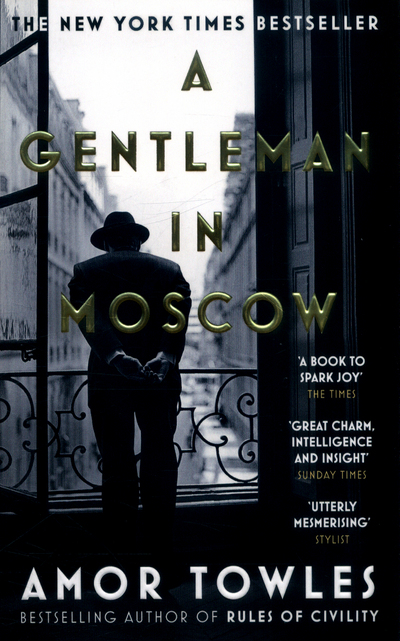 THE NEW YORK TIMES BESTSELLER
A
GENTLEMAN
IN
MOSCOW
'A BOOK TO
SPARK JOY'
THE TIMES
'GREAT CHARM,
INTELLIGENCE
AND INSIGHT'
SUNDAY TIMES
'UTTERLY
MESMERISING'
STYLIST
AMOR TOWLES
BESTSELLING AUTHOR OF RULES OF CIVILITY